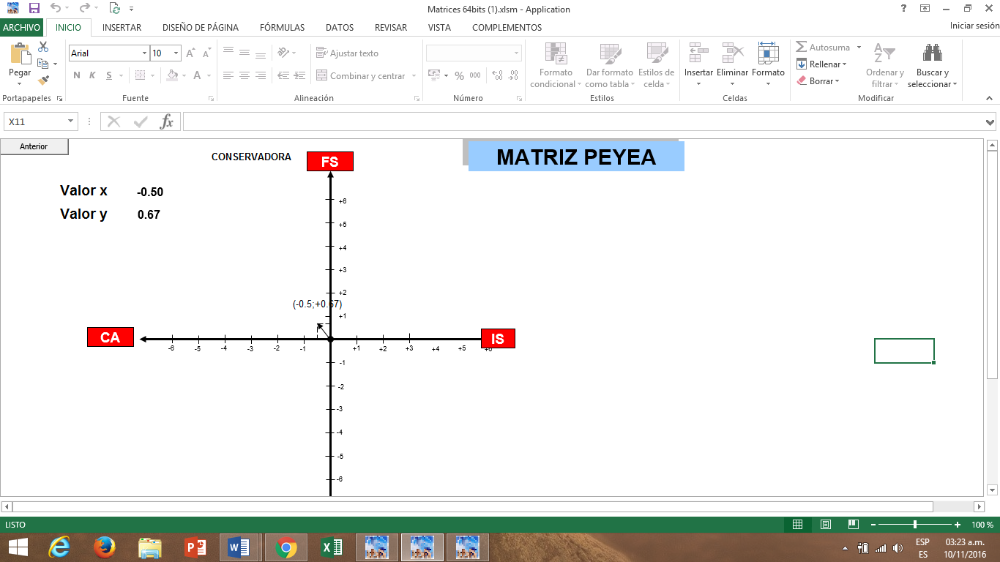 Matrices 64bits (1).xlsm - Application
ARCHIVO INICIO INSERTAR DISEÑO DE PÁGINA FÓRMULAS DATOS REVISAR VISTA COMPLEMENTOS Iniciar sesión
Pegar
Portapapeles
Arial 10
N K S A
Fuente
Ajustar texto
Combinar y centrar
Alineación
% 000
Número
Formato condicional
Dar formato como tabla
Estilos de celda
Estilos
Insertar Eliminar Formato
Celdas
Autosuma
Rellenar
Borrar
Ordenar y filtrar
Buscar y seleccionar
Modificar
X11 fx
Anterior
CONSERVADORA
FS
MATRIZ PEYEA
Valor x -0.50
Valor y 0.67
+6
+5
+4
+3
+2
(-0.5;+0.67)
+1
CA
IS
-6 -5 -4 -3 -2 -1 +1 +2 +3 +4 +5 +6
-1
-2
-3
-4
-5
-6
LISTO 100 %
ESP 03:23 a.m.
ES 10/11/2016